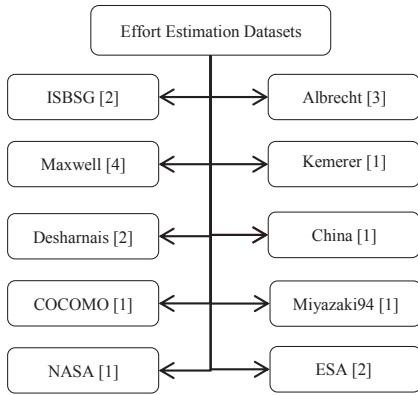 Effort Estimation Datasets
ISBSG [2]
Albrecht [3]
Maxwell [4]
Kemerer [1]
Desharnais [2]
China [1]
COCOMO [1]
Miyazaki94 [1]
NASA [1]
ESA [2]